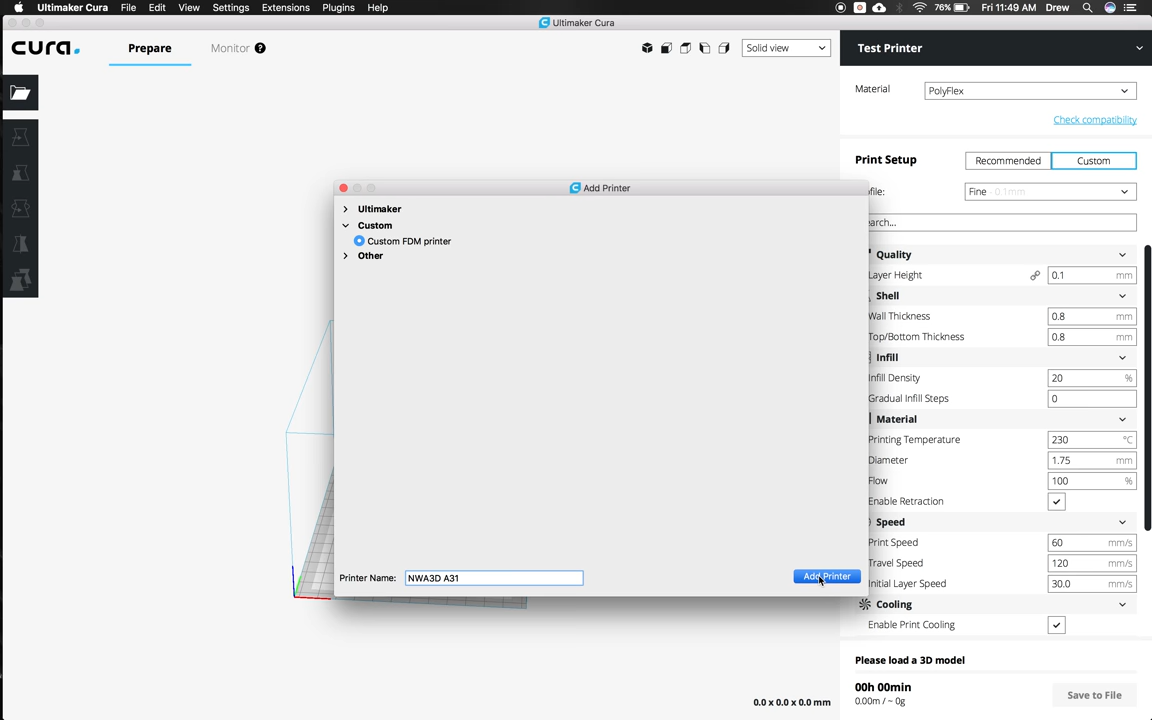 Ultimaker Cura File Edit View Settings Extensions Plugins Help 76% Fri 11:49 AM Drew
Ultimaker Cura
cura. Prepare Monitor ? Solid view Test Printer
Material PolyFlex
Check compatibility
Print Setup Recommended Custom
file: Fine 0.1mm
earch...
Add Printer
Ultimaker
Custom
Custom FDM printer
Other
Printer Name: NWA3D A31 Add Printer
Quality
Layer Height 0.1 mm
Shell
Wall Thickness 0.8 mm
Top/Bottom Thickness 0.8 mm
Infill
Infill Density 20 %
Gradual Infill Steps 0
Material
Printing Temperature 230 °C
Diameter 1.75 mm
Flow 100 %
Enable Retraction
Speed
Print Speed 60 mm/s
Travel Speed 120 mm/s
Initial Layer Speed 30.0 mm/s
Cooling
Enable Print Cooling
Please load a 3D model
00h 00min
0.00m / ~ 0g
Save to File
0.0 x 0.0 x 0.0 mm